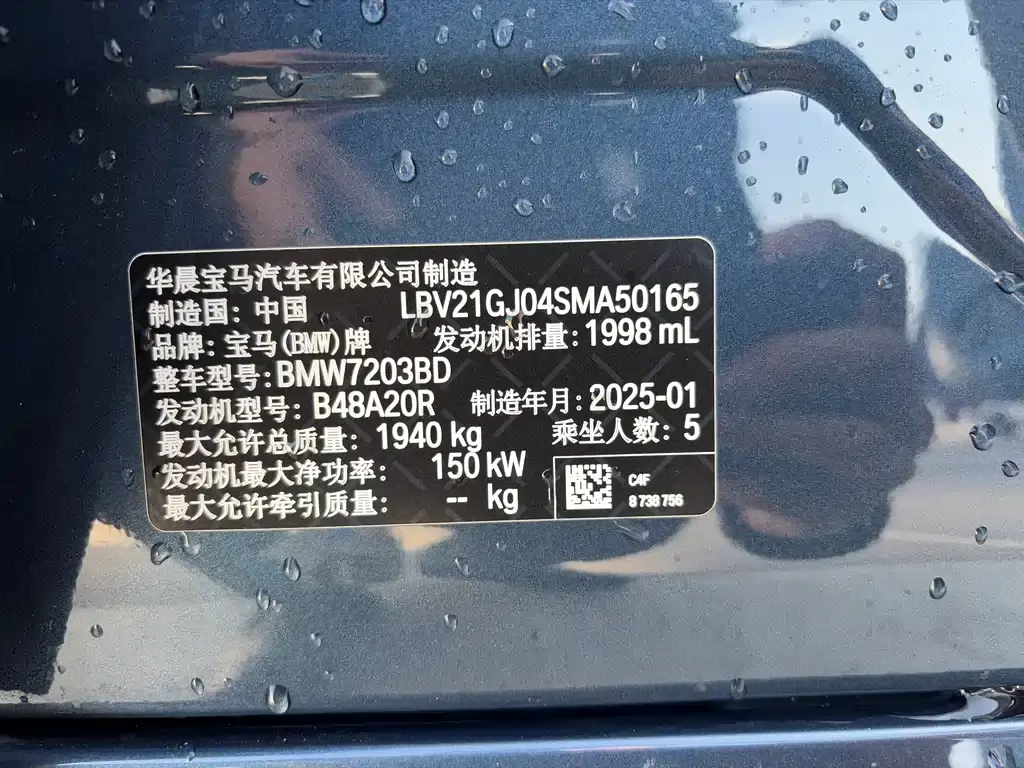 华晨宝马汽车有限公司制造
制造国: 中国 LBV21GJ04SMA50165
品牌: 宝马(BMW)牌 发动机排量: 1998 mL
整车型号: BMW7203BD
发动机型号: B48A20R 制造年月: 2025-01
最大允许总质量: 1940 kg 乘坐人数: 5
发动机最大净功率: 150 kW
最大允许牵引质量: -- kg
C4F
8 738 756